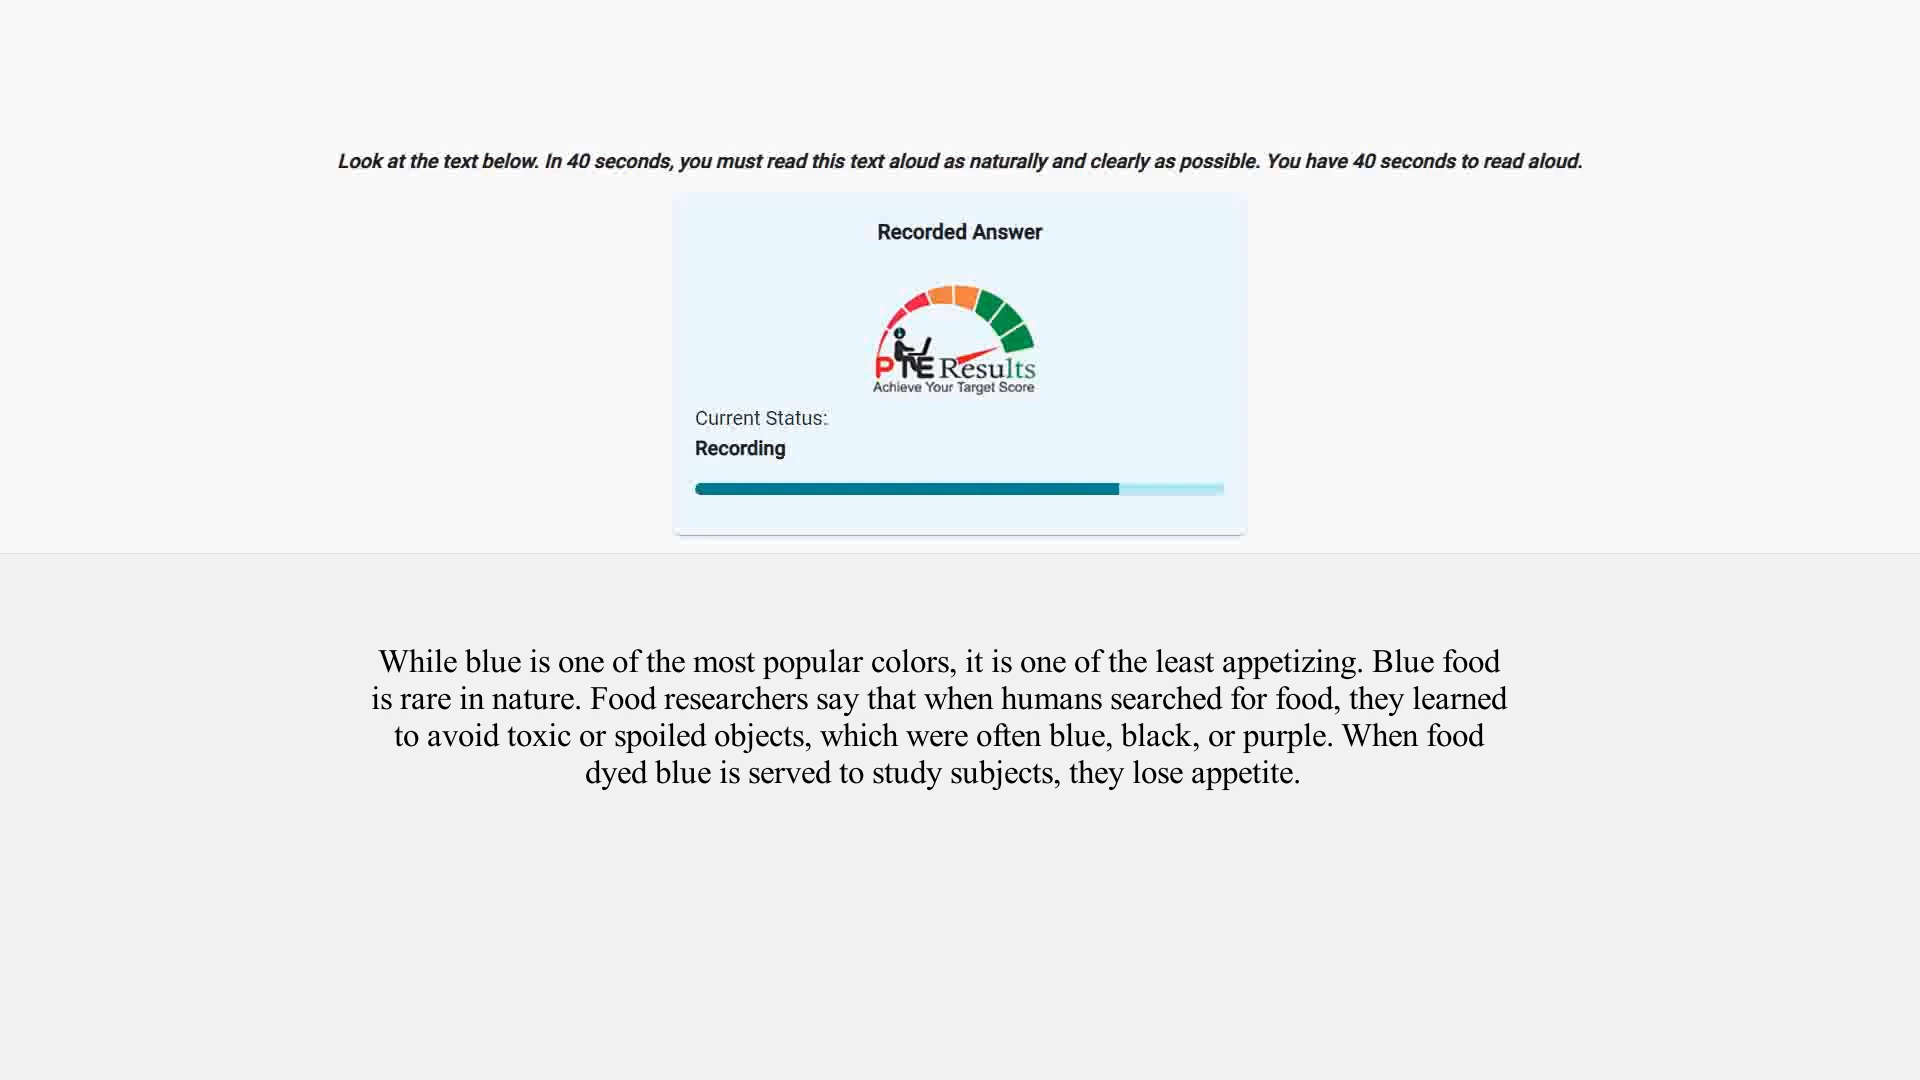 Look at the text below. In 40 seconds, you must read this text aloud as naturally and clearly as possible. You have 40 seconds to read aloud.
Recorded Answer
PTE Results
Achieve Your Target Score
Current Status:
Recording
While blue is one of the most popular colors, it is one of the least appetizing. Blue food
is rare in nature. Food researchers say that when humans searched for food, they learned
to avoid toxic or spoiled objects, which were often blue, black, or purple. When food
dyed blue is served to study subjects, they lose appetite.